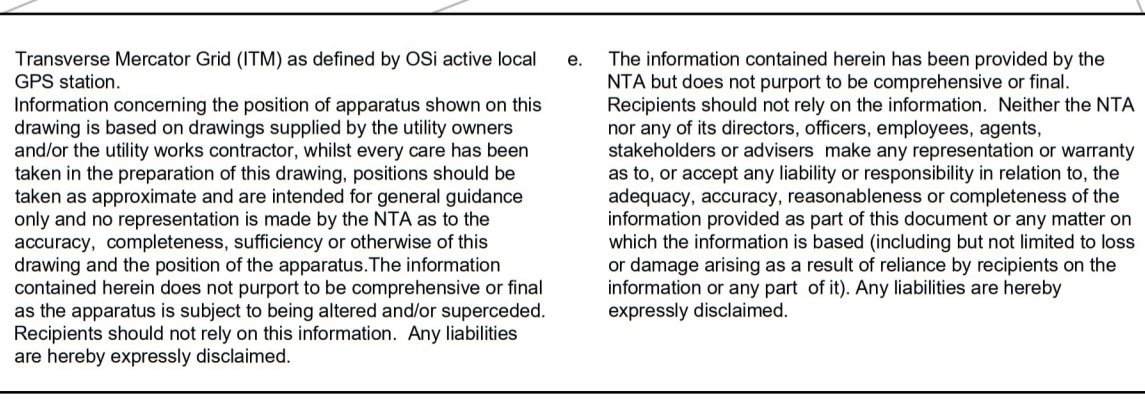 Transverse Mercator Grid (ITM) as defined by OSi active local
GPS station.
Information concerning the position of apparatus shown on this
drawing is based on drawings supplied by the utility owners
and/or the utility works contractor, whilst every care has been
taken in the preparation of this drawing, positions should be
taken as approximate and are intended for general guidance
only and no representation is made by the NTA as to the
accuracy,  completeness, sufficiency or otherwise of this
drawing and the position of the apparatus.The information
contained herein does not purport to be comprehensive or final
as the apparatus is subject to being altered and/or superceded.
Recipients should not rely on this information.  Any liabilities
are hereby expressly disclaimed.
e. The information contained herein has been provided by the
NTA but does not purport to be comprehensive or final.
Recipients should not rely on the information.  Neither the NTA
nor any of its directors, officers, employees, agents,
stakeholders or advisers  make any representation or warranty
as to, or accept any liability or responsibility in relation to, the
adequacy, accuracy, reasonableness or completeness of the
information provided as part of this document or any matter on
which the information is based (including but not limited to loss
or damage arising as a result of reliance by recipients on the
information or any part  of it). Any liabilities are hereby
expressly disclaimed.